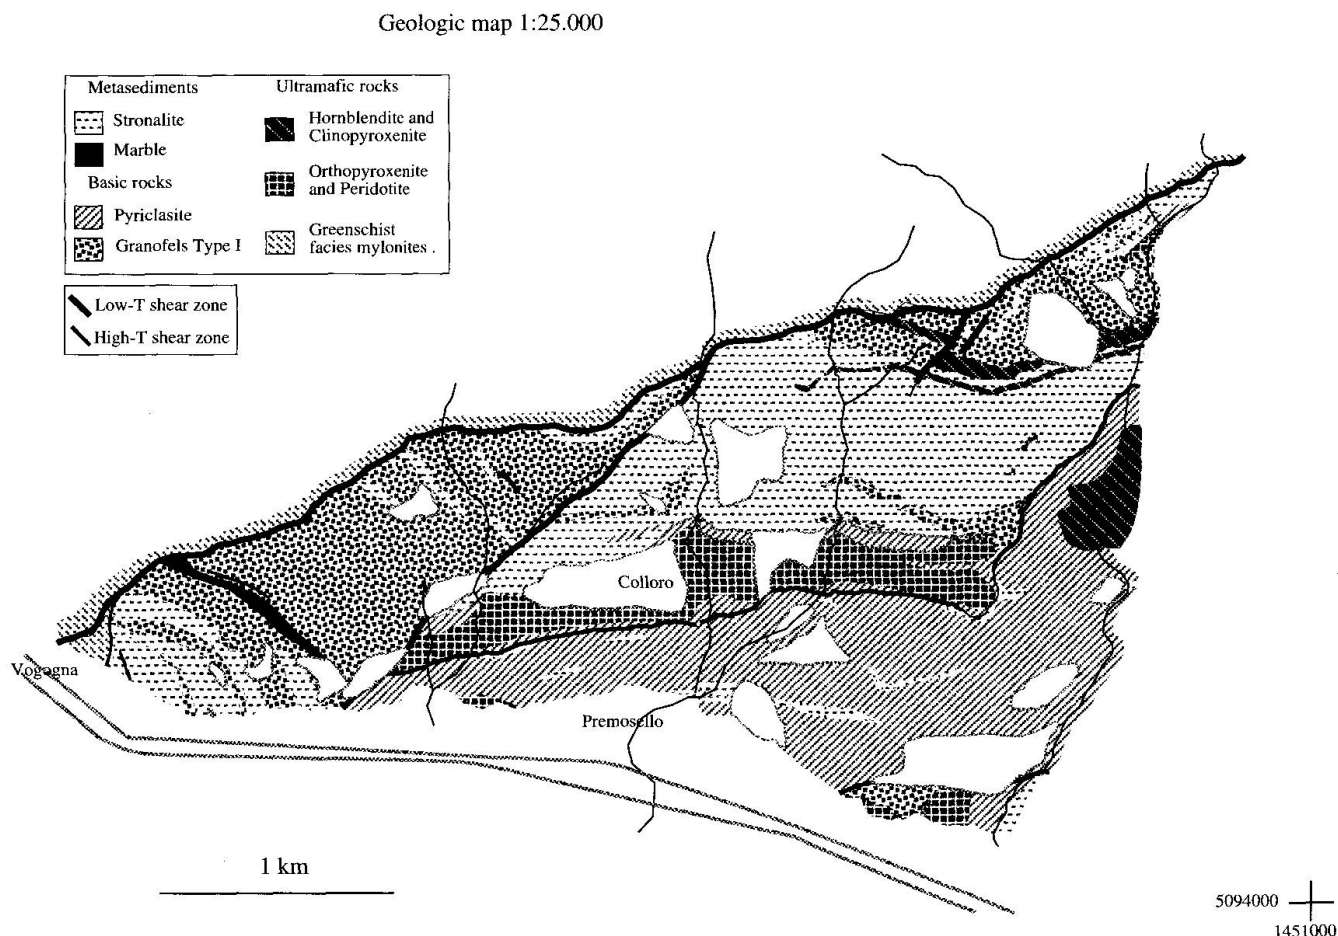 Geologic map 1:25.000
Metasediments
Stronalite
Marble
Basic rocks
Pyriclasite
Granofels Type I
Ultramafic rocks
Hornblendite and
Clinopyroxenite
Orthopyroxenite
and Peridotite
Greenschist
facies mylonites .
Low-T shear zone
High-T shear zone
Colloro
Vogogna
Premosello
1 km
5094000
1451000